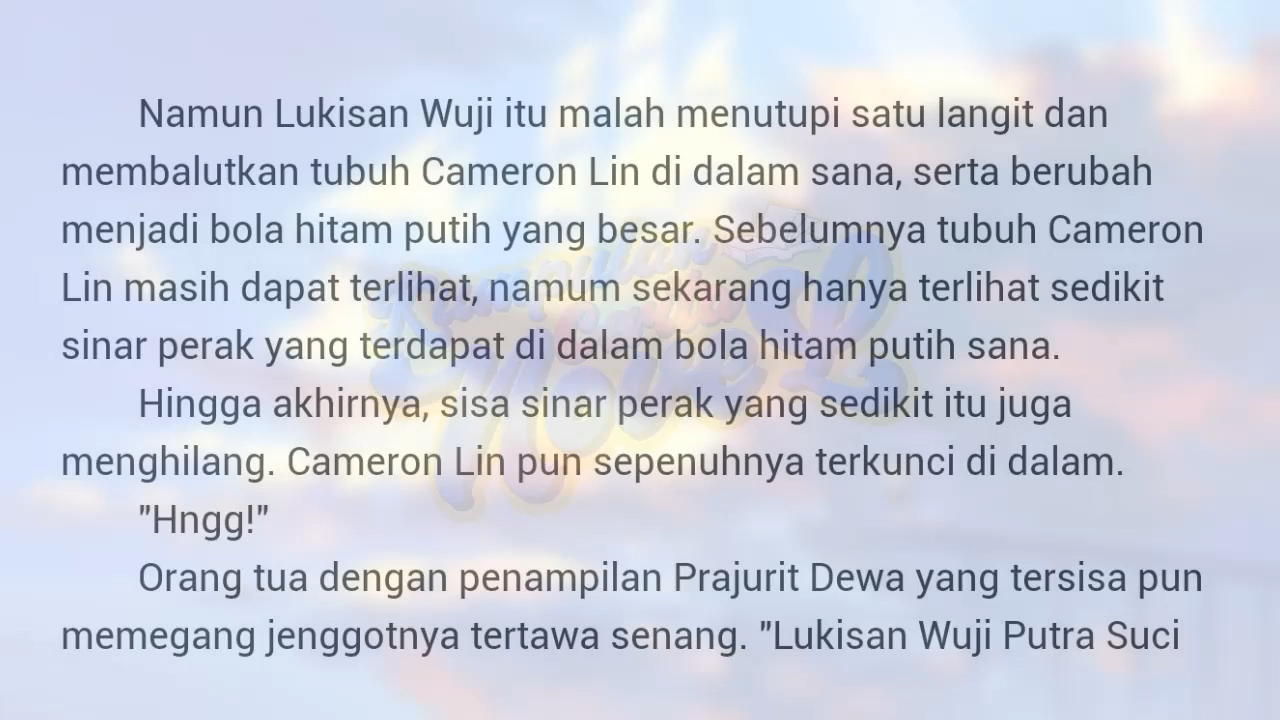 Namun Lukisan Wuji itu malah menutupi satu langit dan
membalutkan tubuh Cameron Lin di dalam sana, serta berubah
menjadi bola hitam putih yang besar. Sebelumnya tubuh Cameron
Lin masih dapat terlihat, namum sekarang hanya terlihat sedikit
sinar perak yang terdapat di dalam bola hitam putih sana.
Hingga akhirnya, sisa sinar perak yang sedikit itu juga
menghilang. Cameron Lin pun sepenuhnya terkunci di dalam.
"Hngg!"
Orang tua dengan penampilan Prajurit Dewa yang tersisa pun
memegang jenggotnya tertawa senang. "Lukisan Wuji Putra Suci